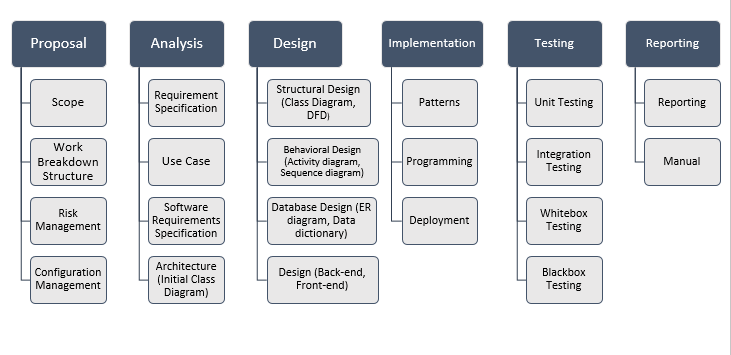 Proposal
Scope
Work
Breakdown
Structure
Risk
Management
Configuration
Management
Analysis
Requirement
Specification
Use Case
Software
Requirements
Specification
Architecture
(Initial Class
Diagram)
Design
Structural Design
(Class Diagram,
DFD)
Behavioral Design
(Activity diagram,
Sequence diagram)
Database Design (ER
diagram, Data
dictionary)
Design (Back-end,
Front-end)
Implementation
Patterns
Programming
Deployment
Testing
Unit Testing
Integration
Testing
Whitebox
Testing
Blackbox
Testing
Reporting
Reporting
Manual